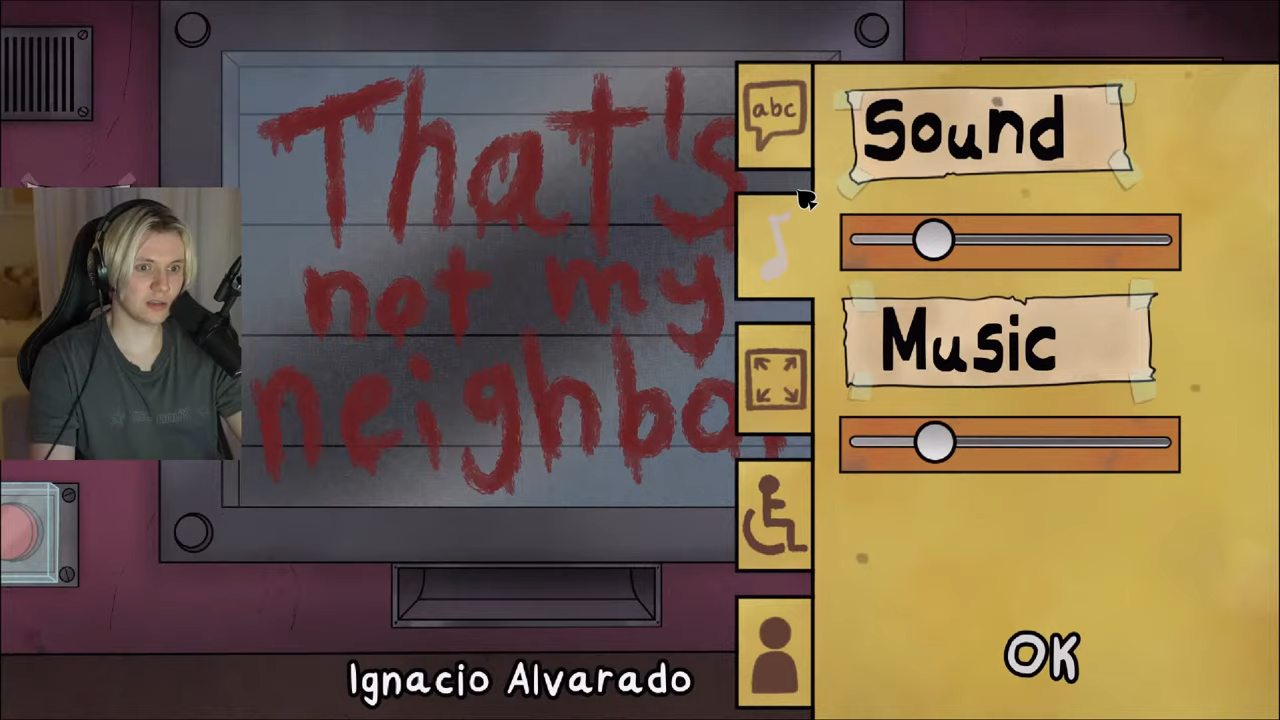 That's
not my
neighbo
abc
Sound
Music
OK
Ignacio Alvarado